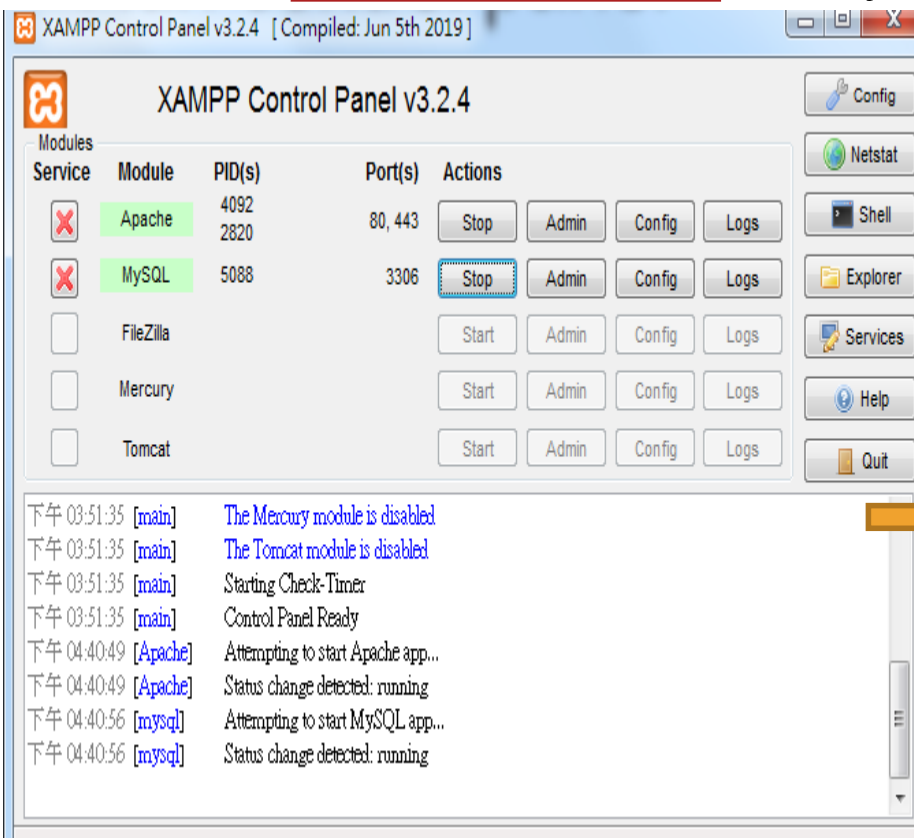 XAMPP Control Panel v3.2.4 [ Compiled: Jun 5th 2019 ]
XAMPP Control Panel v3.2.4
Config
Modules
Netstat
Service Module PID(s) Port(s) Actions
Apache 4092 2820 80, 443 Stop Admin Config Logs
Shell
MySQL 5088 3306 Stop Admin Config Logs
Explorer
FileZilla Start Admin Config Logs
Services
Mercury Start Admin Config Logs
Help
Tomcat Start Admin Config Logs
Quit
下午 03:51:35 [main] The Mercury module is disabled
下午 03:51:35 [main] The Tomcat module is disabled
下午 03:51:35 [main] Starting Check-Timer
下午 03:51:35 [main] Control Panel Ready
下午 04:40:49 [Apache] Attempting to start Apache app...
下午 04:40:49 [Apache] Status change detected: running
下午 04:40:56 [mysql] Attempting to start MySQL app...
下午 04:40:56 [mysql] Status change detected: running